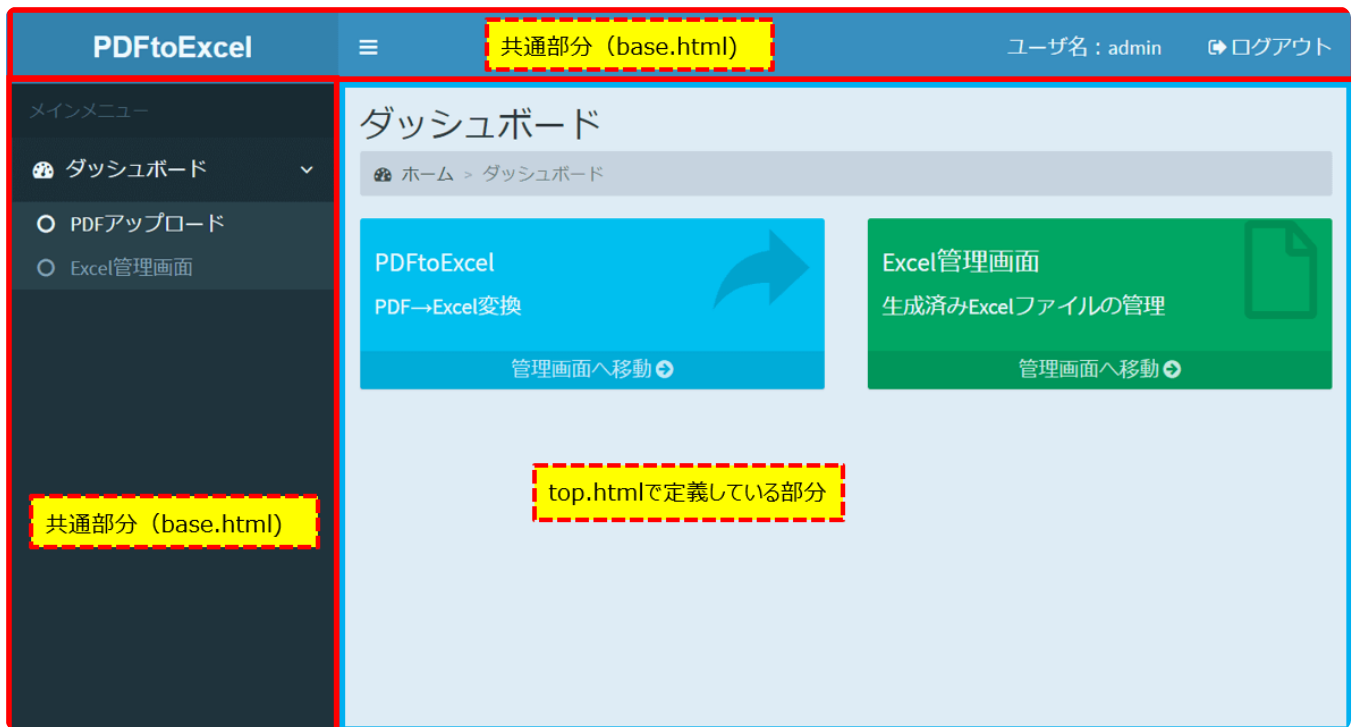 PDFtoExcel
共通部分（base.html)
ユーザ名：admin
ログアウト
メインメニュー
ダッシュボード
PDFアップロード
Excel管理画面
共通部分（base.html)
ダッシュボード
ホーム > ダッシュボード
PDFtoExcel
PDF→Excel変換
管理画面へ移動
Excel管理画面
生成済みExcelファイルの管理
管理画面へ移動
top.htmlで定義している部分